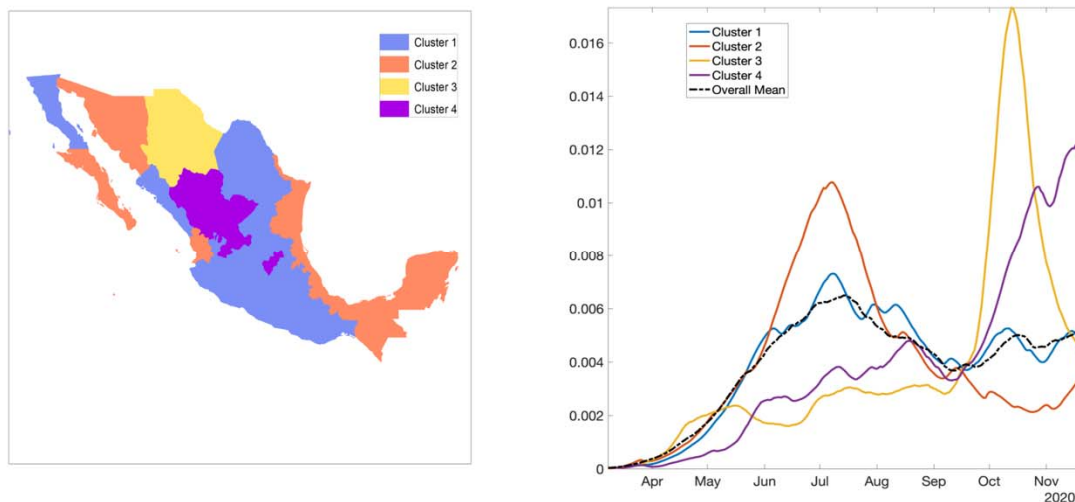 Cluster 1
Cluster 2
Cluster 3
Cluster 4
Cluster 1
Cluster 2
Cluster 3
Cluster 4
Overall Mean
0.016
0.014
0.012
0.01
0.008
0.006
0.004
0.002
0
Apr May Jun Jul Aug Sep Oct Nov
2020